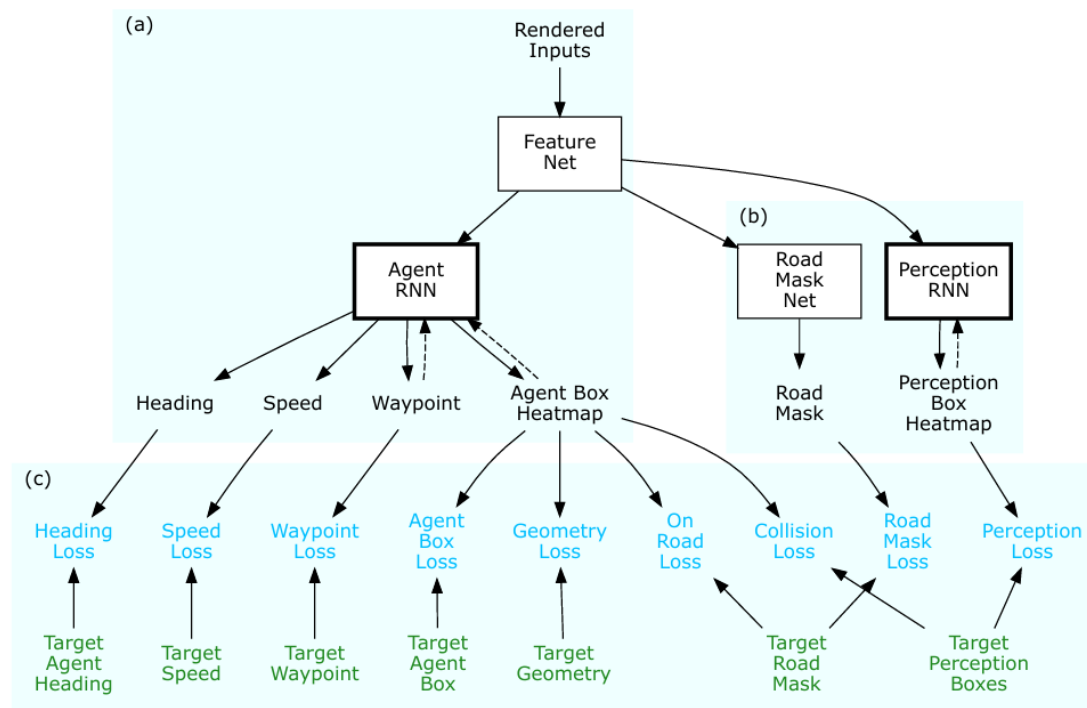 (a)
Rendered
Inputs
Feature
Net
(b)
Agent
RNN
Road
Mask
Net
Perception
RNN
Heading
Speed
Waypoint
Agent Box
Heatmap
Road
Mask
Perception
Box
Heatmap
(c)
Heading
Loss
Speed
Loss
Waypoint
Loss
Agent
Box
Loss
Geometry
Loss
On
Road
Loss
Collision
Loss
Road
Mask
Loss
Perception
Loss
Target
Agent
Heading
Target
Speed
Target
Waypoint
Target
Agent
Box
Target
Geometry
Target
Road
Mask
Target
Perception
Boxes